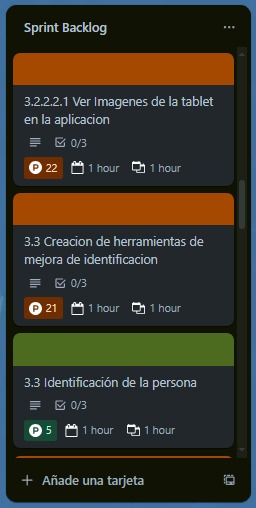 Sprint Backlog
3.2.2.2.1 Ver Imagenes de la tablet
en la aplicacion
0/3
P 22 1 hour 1 hour
3.3 Creacion de herramientas de
mejora de identificacion
0/3
P 21 1 hour 1 hour
3.3 Identificación de la persona
0/3
P 5 1 hour 1 hour
Añade una tarjeta